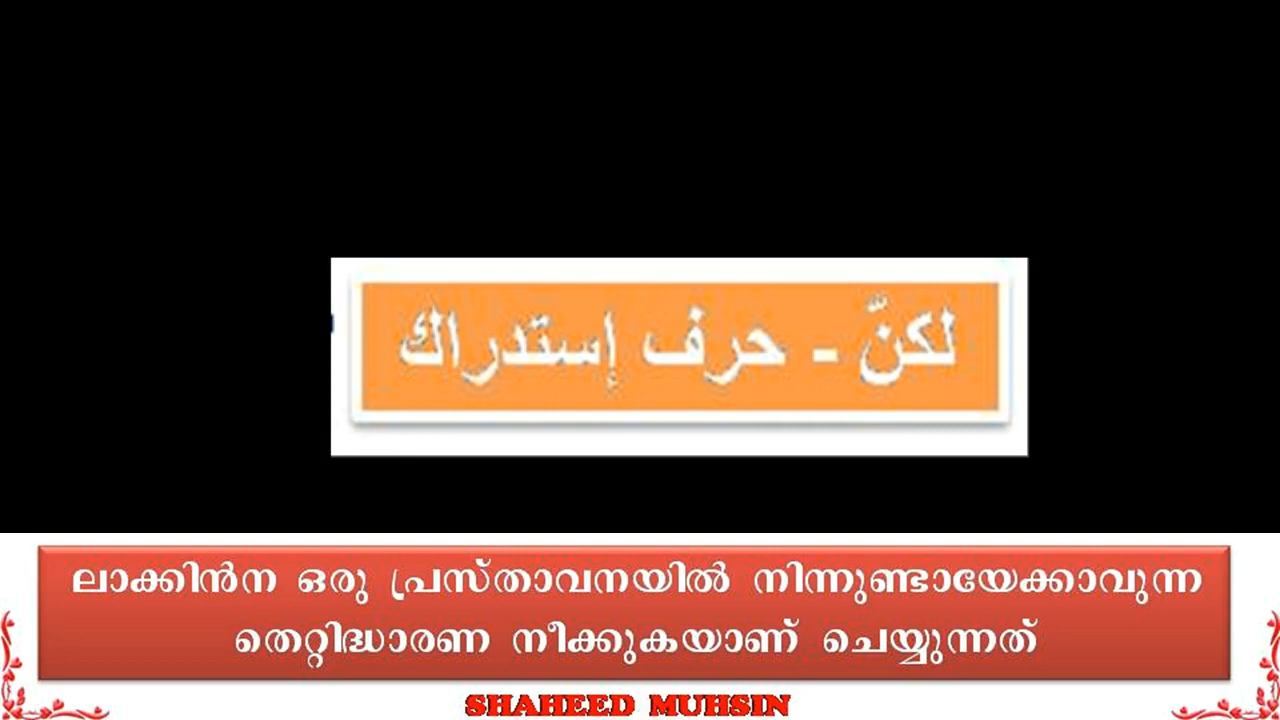 لكنّ - حرف إستدراك
ലാക്കിൻന ഒരു പ്രസ്താവനയിൽ നിന്നുണ്ടായേക്കാവുന്ന
തെറ്റിദ്ധാരണ നീക്കുകയാണ് ചെയ്യുന്നത്
SHAHEED MUHSIN